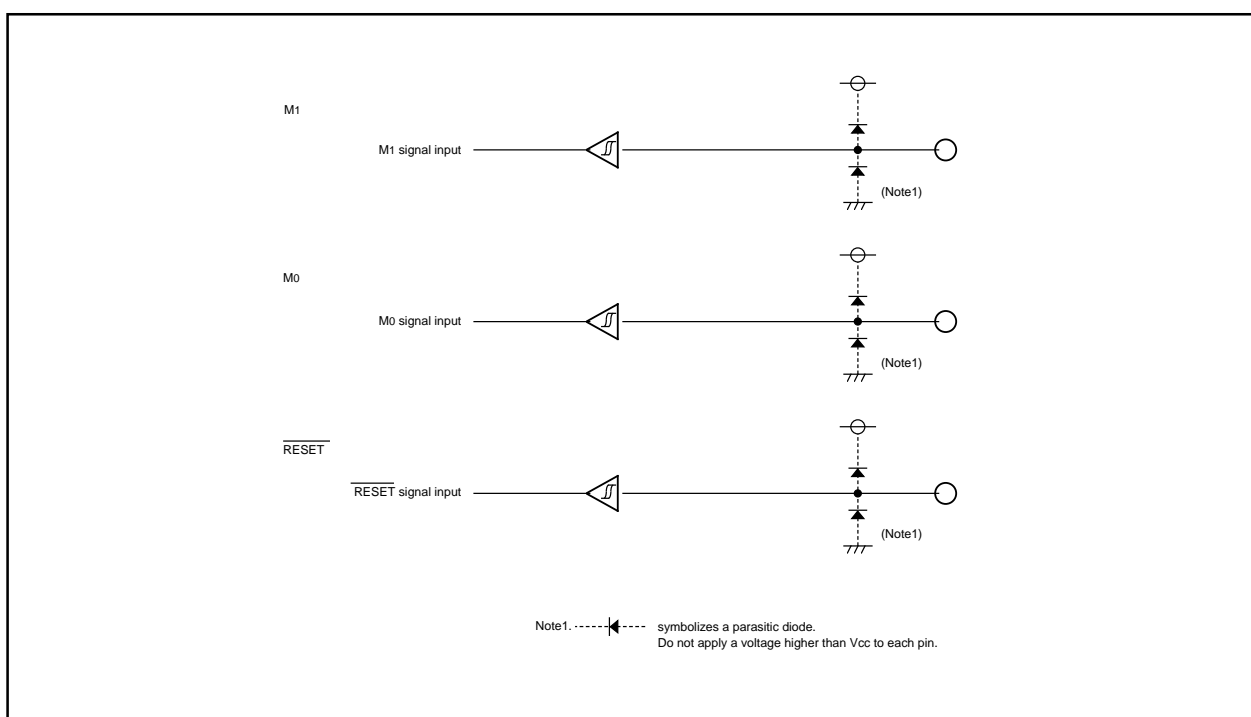 M1
M1 signal input
(Note1)
M0
M0 signal input
(Note1)
RESET
RESET signal input
(Note1)
Note1. symbolizes a parasitic diode.
Do not apply a voltage higher than Vcc to each pin.